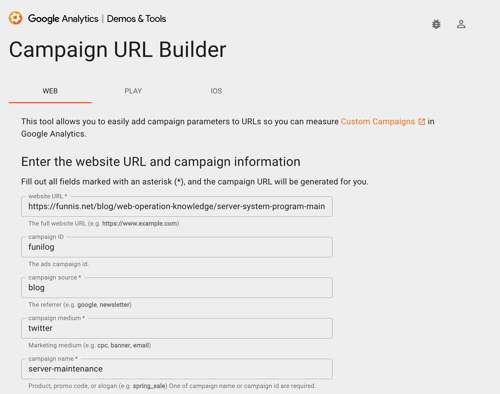 Google Analytics | Demos & Tools
Campaign URL Builder
WEB PLAY IOS
This tool allows you to easily add campaign parameters to URLs so you can measure Custom Campaigns in
Google Analytics.
Enter the website URL and campaign information
Fill out all fields marked with an asterisk (*), and the campaign URL will be generated for you.
website URL *
https://funnis.net/blog/web-operation-knowledge/server-system-program-main
The full website URL (e.g. https://www.example.com)
campaign ID
funilog
The ads campaign id.
campaign source *
blog
The referrer (e.g. google, newsletter)
campaign medium *
twitter
Marketing medium (e.g. cpc, banner, email)
campaign name *
server-maintenance
Product, promo code, or slogan (e.g. spring_sale) One of campaign name or campaign id are required.